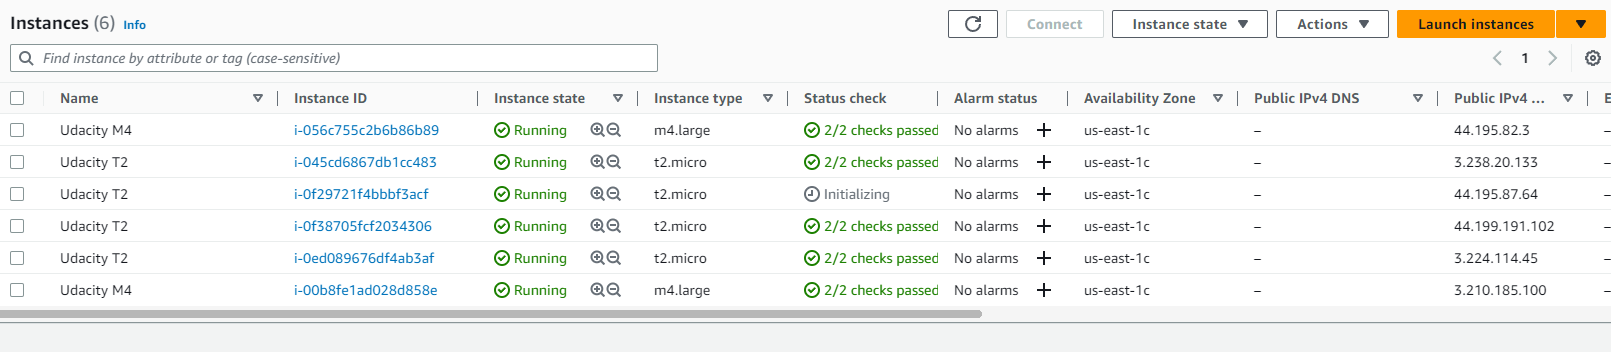 Instances (6) Info Connect Instance state Actions Launch instances
Find instance by attribute or tag (case-sensitive) 1
Name Instance ID Instance state Instance type Status check Alarm status Availability Zone Public IPv4 DNS Public IPv4 ... E
Udacity M4 i-056c755c2b6b86b89 Running m4.large 2/2 checks passed No alarms + us-east-1c – 44.195.82.3 –
Udacity T2 i-045cd6867db1cc483 Running t2.micro 2/2 checks passed No alarms + us-east-1c – 3.238.20.133 –
Udacity T2 i-0f29721f4bbbf3acf Running t2.micro Initializing No alarms + us-east-1c – 44.195.87.64 –
Udacity T2 i-0f38705fcf2034306 Running t2.micro 2/2 checks passed No alarms + us-east-1c – 44.199.191.102 –
Udacity T2 i-0ed089676df4ab3af Running t2.micro 2/2 checks passed No alarms + us-east-1c – 3.224.114.45 –
Udacity M4 i-00b8fe1ad028d858e Running m4.large 2/2 checks passed No alarms + us-east-1c – 3.210.185.100 –